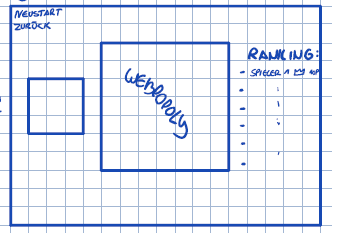 NEUSTART
ZURÜCK
WEBOPOLY
RANKING:
- SPIELER 1
-
-
-
-
-